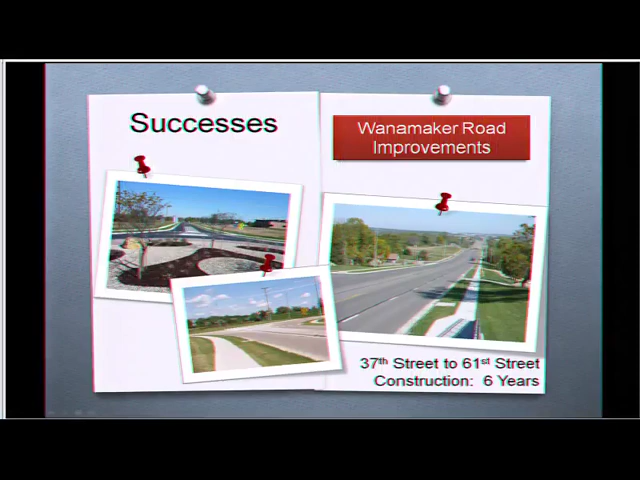 Successes
Wanamaker Road
Improvements
37th Street to 61st Street
Construction: 6 Years